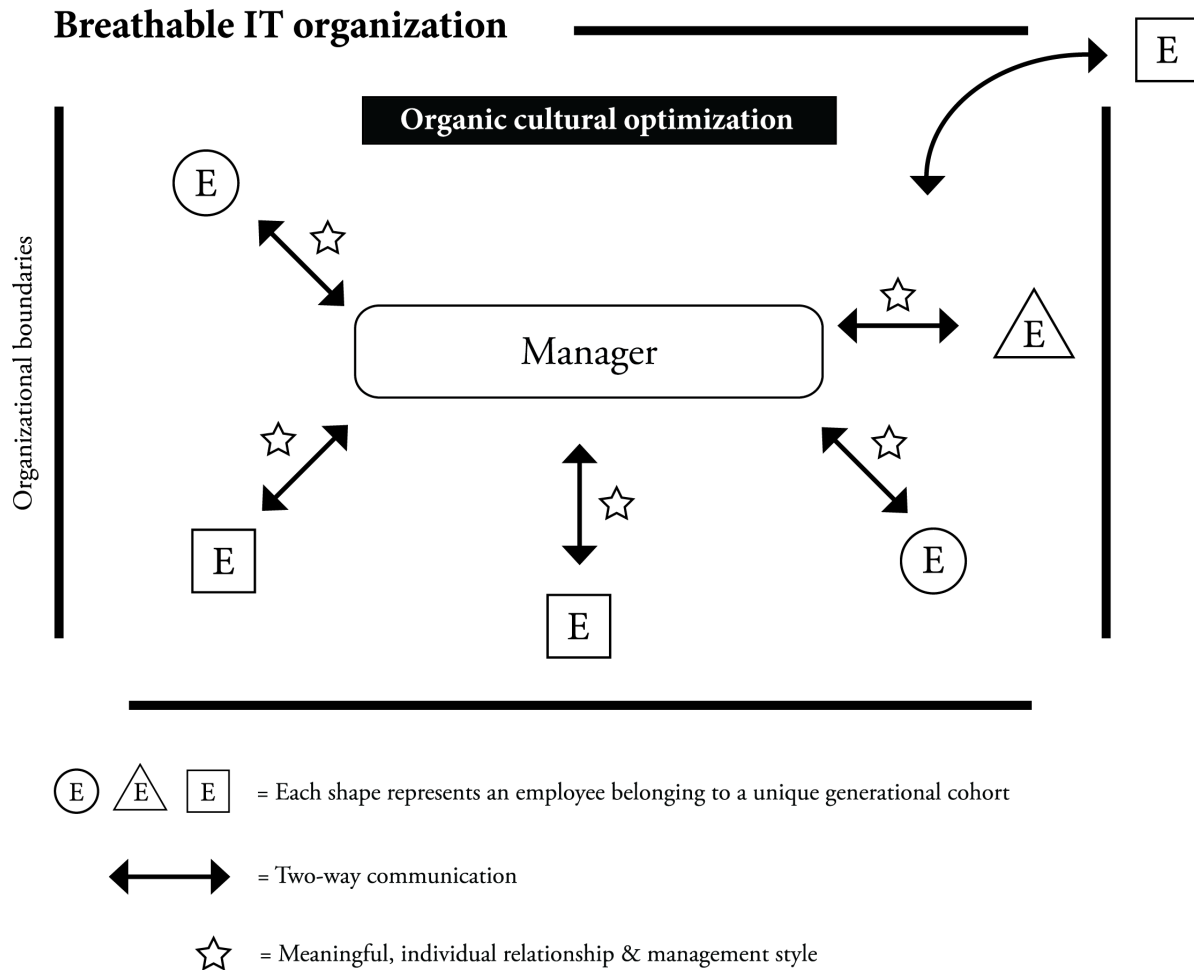 Breathable IT organization
E
Organic cultural optimization
E
Organizational boundaries
E
Manager
E
E
E
E E E = Each shape represents an employee belonging to a unique generational cohort
= Two-way communication
= Meaningful, individual relationship & management style